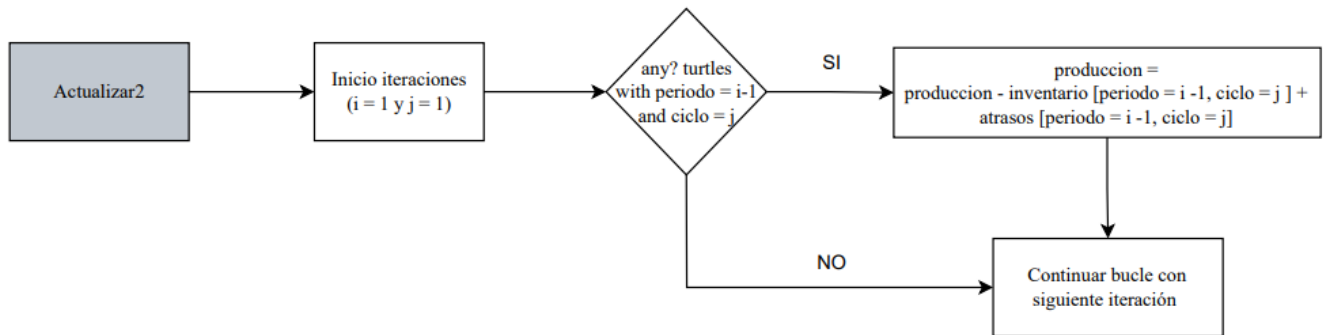 Actualizar2
Inicio iteraciones
(i = 1 y j = 1)
any? turtles
with periodo = i-1
and ciclo = j
SI
produccion =
produccion - inventario [periodo = i -1, ciclo = j ] +
atrasos [periodo = i -1, ciclo = j]
NO
Continuar bucle con
siguiente iteración